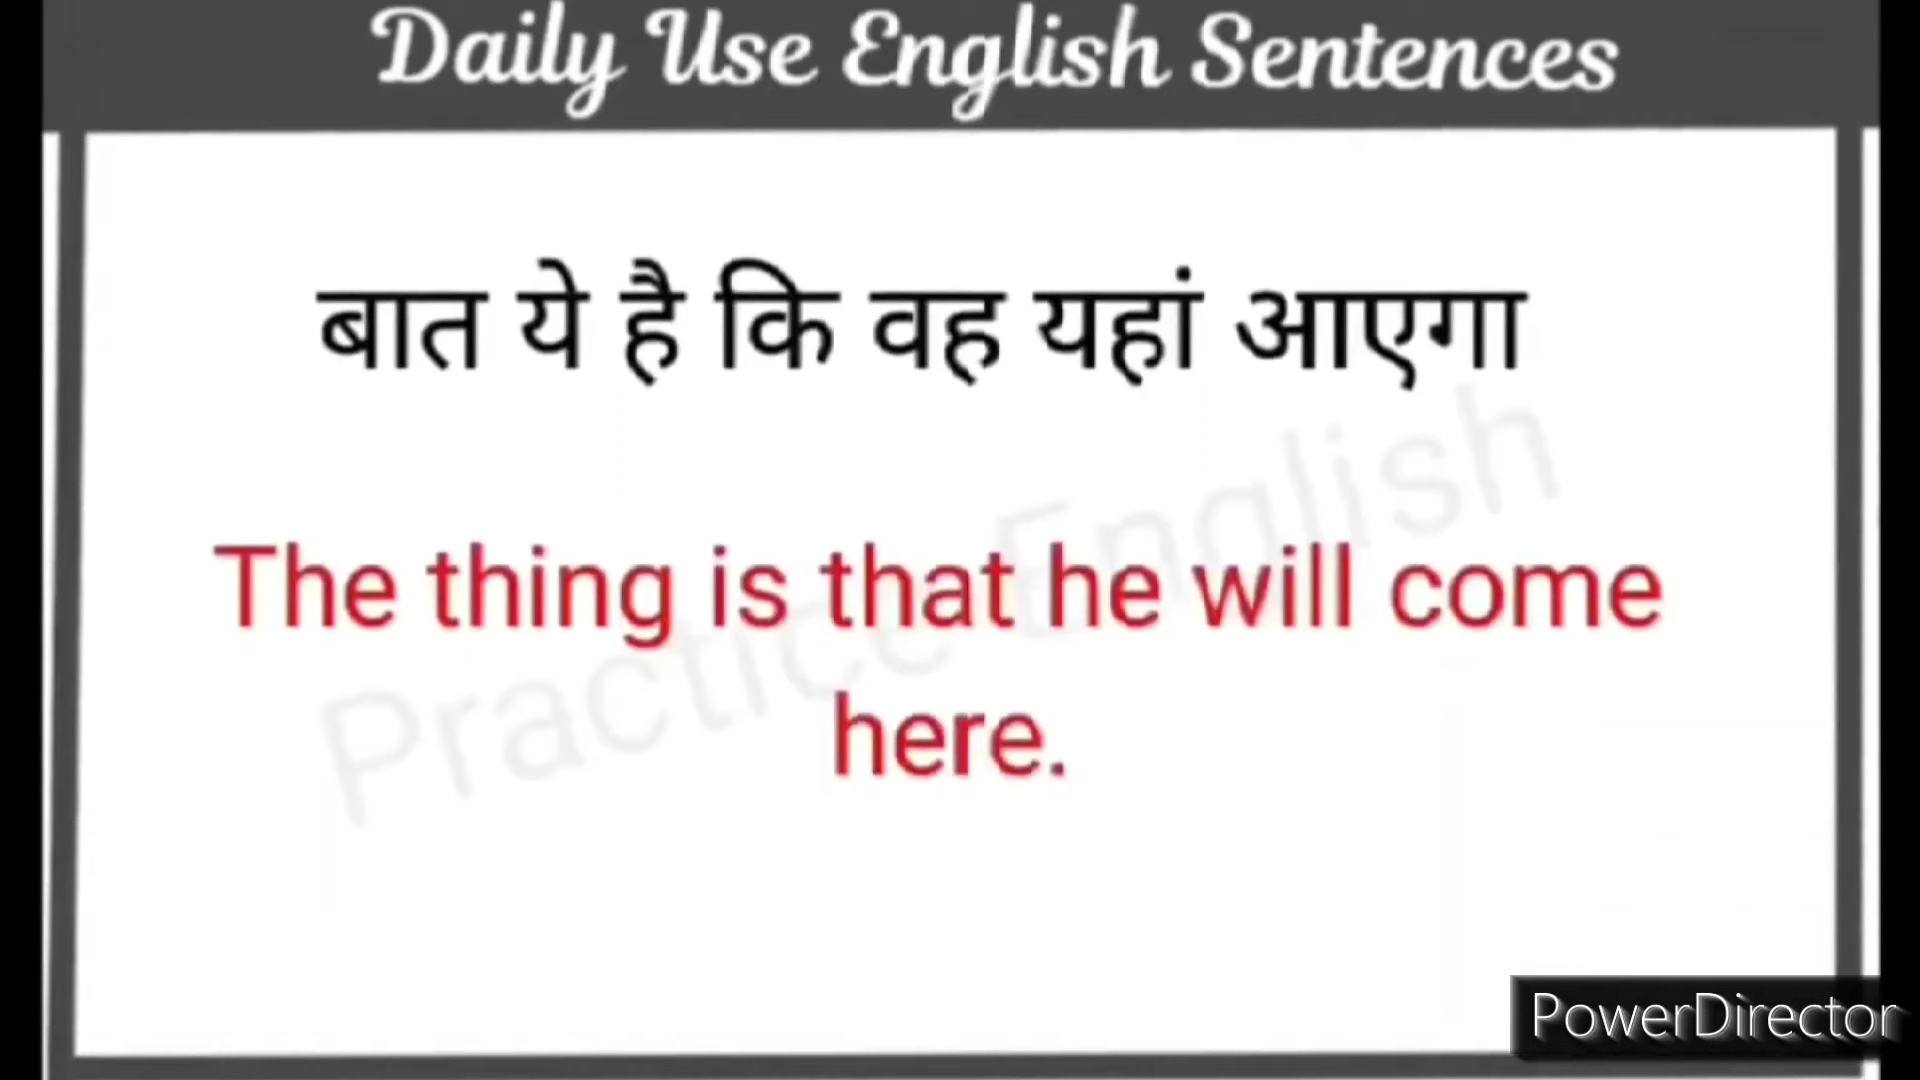 Daily Use English Sentences
बात ये है कि वह यहां आएगा
The thing is that he will come
here.
Practice English
PowerDirector